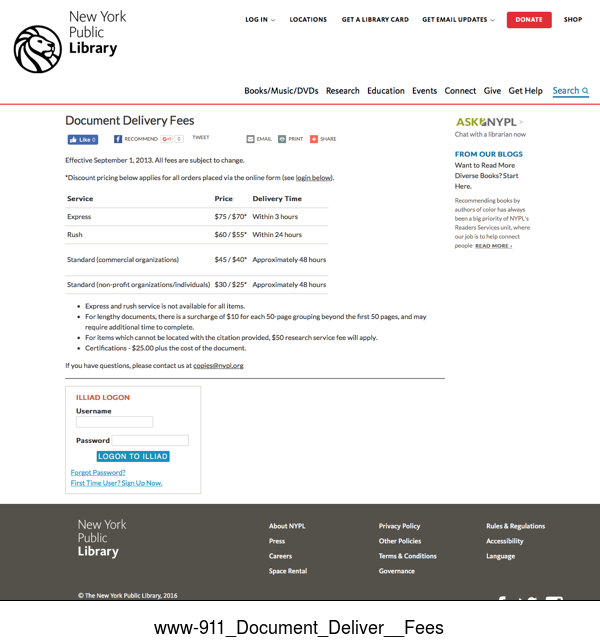 New York
Public
Library
LOG IN
LOCATIONS
GET A LIBRARY CARD
GET EMAIL UPDATES
DONATE
SHOP
Books/Music/DVDs Research Education Events Connect Give Get Help Search
Document Delivery Fees
Like 0
RECOMMEND
G+1 0
TWEET
EMAIL
PRINT
SHARE
Effective September 1, 2013. All fees are subject to change.
*Discount pricing below applies for all orders placed via the online form (see login below).
Service Price Delivery Time
Express $75 / $70* Within 3 hours
Rush $60 / $55* Within 24 hours
Standard (commercial organizations) $45 / $40* Approximately 48 hours
Standard (non-profit organizations/individuals) $30 / $25* Approximately 48 hours
• Express and rush service is not available for all items.
• For lengthy documents, there is a surcharge of $10 for each 50-page grouping beyond the first 50 pages, and may
require additional time to complete.
• For items which cannot be located with the citation provided, $50 research service fee will apply.
• Certifications - $25.00 plus the cost of the document.
If you have questions, please contact us at copies@nypl.org
ASK NYPL >
Chat with a librarian now
FROM OUR BLOGS
Want to Read More
Diverse Books? Start
Here.
Recommending books by
authors of color has always
been a big priority of NYPL's
Readers Services unit, where
our job is to help connect
people READ MORE ›
ILLIAD LOGON
Username
Password
LOGON TO ILLIAD
Forgot Password?
First Time User? Sign Up Now.
New York
Public
Library
About NYPL
Press
Careers
Space Rental
Privacy Policy
Other Policies
Terms & Conditions
Governance
Rules & Regulations
Accessibility
Language
© The New York Public Library, 2016
www-911_Document_Deliver__Fees